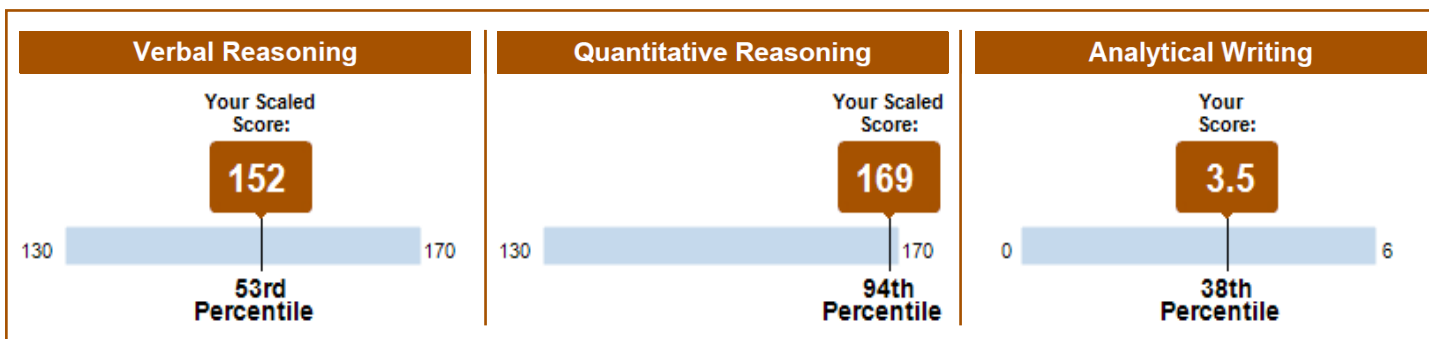 Verbal Reasoning
Your Scaled
Score:
152
130
170
53rd
Percentile
Quantitative Reasoning
Your Scaled
Score:
169
130
170
94th
Percentile
Analytical Writing
Your
Score:
3.5
0
6
38th
Percentile